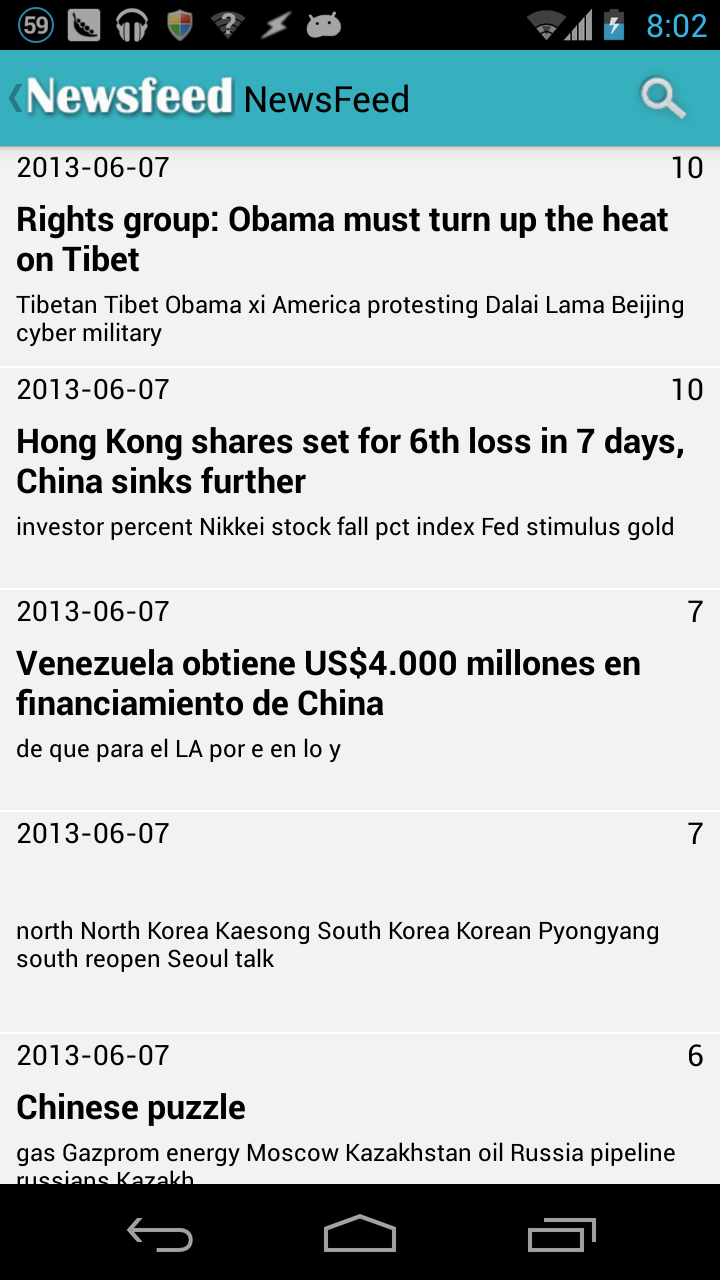 59 8:02
Newsfeed NewsFeed
2013-06-07 10
Rights group: Obama must turn up the heat
on Tibet
Tibetan Tibet Obama xi America protesting Dalai Lama Beijing
cyber military
2013-06-07 10
Hong Kong shares set for 6th loss in 7 days,
China sinks further
investor percent Nikkei stock fall pct index Fed stimulus gold
2013-06-07 7
Venezuela obtiene US$4.000 millones en
financiamiento de China
de que para el LA por e en lo y
2013-06-07 7
north North Korea Kaesong South Korea Korean Pyongyang
south reopen Seoul talk
2013-06-07 6
Chinese puzzle
gas Gazprom energy Moscow Kazakhstan oil Russia pipeline
russians Kazakh